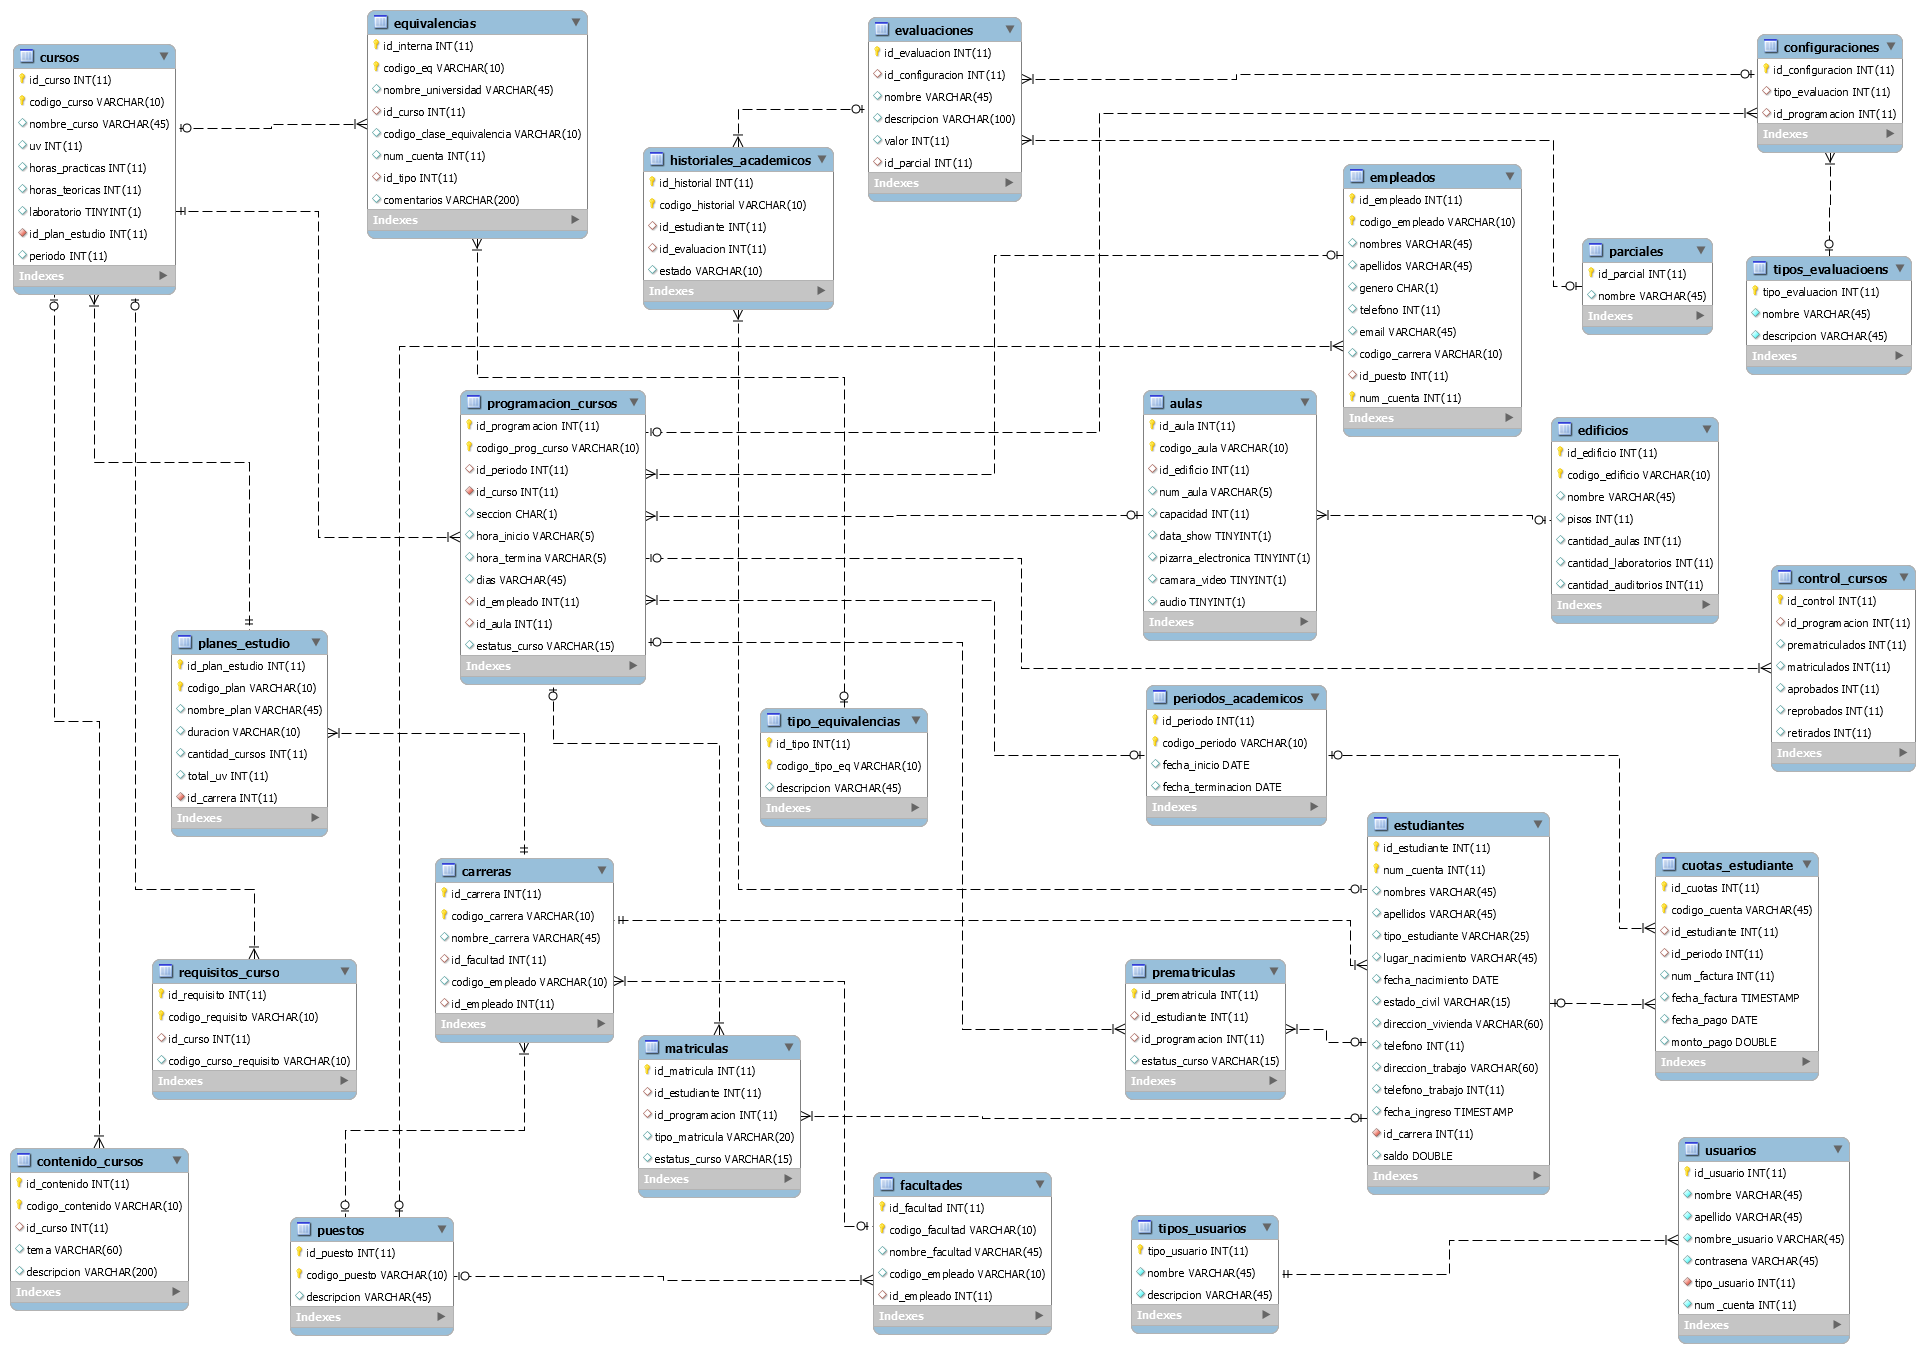 cursos
id_curso INT(11)
codigo_curso VARCHAR(10)
nombre_curso VARCHAR(45)
uv INT(11)
horas_practicas INT(11)
horas_teoricas INT(11)
laboratorio TINYINT(1)
id_plan_estudio INT(11)
periodo INT(11)
Indexes
equivalencias
id_interna INT(11)
codigo_eq VARCHAR(10)
nombre_universidad VARCHAR(45)
id_curso INT(11)
codigo_clase_equivalencia VARCHAR(10)
num_cuenta INT(11)
id_tipo INT(11)
comentarios VARCHAR(200)
Indexes
evaluaciones
id_evaluacion INT(11)
id_configuracion INT(11)
nombre VARCHAR(45)
descripcion VARCHAR(100)
valor INT(11)
id_parcial INT(11)
Indexes
configuraciones
id_configuracion INT(11)
tipo_evaluacion INT(11)
id_programacion INT(11)
Indexes
historiales_academicos
id_historial INT(11)
codigo_historial VARCHAR(10)
id_estudiante INT(11)
id_evaluacion INT(11)
estado VARCHAR(10)
Indexes
empleados
id_empleado INT(11)
codigo_empleado VARCHAR(10)
nombres VARCHAR(45)
apellidos VARCHAR(45)
genero CHAR(1)
telefono INT(11)
email VARCHAR(45)
codigo_carrera VARCHAR(10)
id_puesto INT(11)
num_cuenta INT(11)
Indexes
parciales
id_parcial INT(11)
nombre VARCHAR(45)
Indexes
tipos_evaluacioens
tipo_evaluacion INT(11)
nombre VARCHAR(45)
descripcion VARCHAR(45)
Indexes
programacion_cursos
id_programacion INT(11)
codigo_prog_curso VARCHAR(10)
id_periodo INT(11)
id_curso INT(11)
seccion CHAR(1)
hora_inicio VARCHAR(5)
hora_termina VARCHAR(5)
dias VARCHAR(45)
id_empleado INT(11)
id_aula INT(11)
estatus_curso VARCHAR(15)
Indexes
aulas
id_aula INT(11)
codigo_aula VARCHAR(10)
id_edificio INT(11)
num_aula VARCHAR(5)
capacidad INT(11)
data_show TINYINT(1)
pizarra_electronica TINYINT(1)
camara_video TINYINT(1)
audio TINYINT(1)
Indexes
edificios
id_edificio INT(11)
codigo_edificio VARCHAR(10)
nombre VARCHAR(45)
pisos INT(11)
cantidad_aulas INT(11)
cantidad_laboratorios INT(11)
cantidad_auditorios INT(11)
Indexes
control_cursos
id_control INT(11)
id_programacion INT(11)
prematriculados INT(11)
matriculados INT(11)
aprobados INT(11)
reprobados INT(11)
retirados INT(11)
Indexes
planes_estudio
id_plan_estudio INT(11)
codigo_plan VARCHAR(10)
nombre_plan VARCHAR(45)
duracion VARCHAR(10)
cantidad_cursos INT(11)
total_uv INT(11)
id_carrera INT(11)
Indexes
tipo_equivalencias
id_tipo INT(11)
codigo_tipo_eq VARCHAR(10)
descripcion VARCHAR(45)
Indexes
periodos_academicos
id_periodo INT(11)
codigo_periodo VARCHAR(10)
fecha_inicio DATE
fecha_terminacion DATE
Indexes
estudiantes
id_estudiante INT(11)
num_cuenta INT(11)
nombres VARCHAR(45)
apellidos VARCHAR(45)
tipo_estudiante VARCHAR(25)
lugar_nacimiento VARCHAR(45)
fecha_nacimiento DATE
estado_civil VARCHAR(15)
direccion_vivienda VARCHAR(60)
telefono INT(11)
direccion_trabajo VARCHAR(60)
telefono_trabajo INT(11)
fecha_ingreso TIMESTAMP
id_carrera INT(11)
saldo DOUBLE
Indexes
cuotas_estudiante
id_cuotas INT(11)
codigo_cuenta VARCHAR(45)
id_estudiante INT(11)
id_periodo INT(11)
num_factura INT(11)
fecha_factura TIMESTAMP
fecha_pago DATE
monto_pago DOUBLE
Indexes
carreras
id_carrera INT(11)
codigo_carrera VARCHAR(10)
nombre_carrera VARCHAR(45)
id_facultad INT(11)
codigo_empleado VARCHAR(10)
id_empleado INT(11)
Indexes
requisitos_curso
id_requisito INT(11)
codigo_requisito VARCHAR(10)
id_curso INT(11)
codigo_curso_requisito VARCHAR(10)
Indexes
prematriculas
id_prematricula INT(11)
id_estudiante INT(11)
id_programacion INT(11)
estatus_curso VARCHAR(15)
Indexes
matriculas
id_matricula INT(11)
id_estudiante INT(11)
id_programacion INT(11)
tipo_matricula VARCHAR(20)
estatus_curso VARCHAR(15)
Indexes
contenido_cursos
id_contenido INT(11)
codigo_contenido VARCHAR(10)
id_curso INT(11)
tema VARCHAR(60)
descripcion VARCHAR(200)
Indexes
puestos
id_puesto INT(11)
codigo_puesto VARCHAR(10)
descripcion VARCHAR(45)
Indexes
facultades
id_facultad INT(11)
codigo_facultad VARCHAR(10)
nombre_facultad VARCHAR(45)
codigo_empleado VARCHAR(10)
id_empleado INT(11)
Indexes
tipos_usuarios
tipo_usuario INT(11)
nombre VARCHAR(45)
descripcion VARCHAR(45)
Indexes
usuarios
id_usuario INT(11)
nombre VARCHAR(45)
apellido VARCHAR(45)
nombre_usuario VARCHAR(45)
contrasena VARCHAR(45)
tipo_usuario INT(11)
num_cuenta INT(11)
Indexes